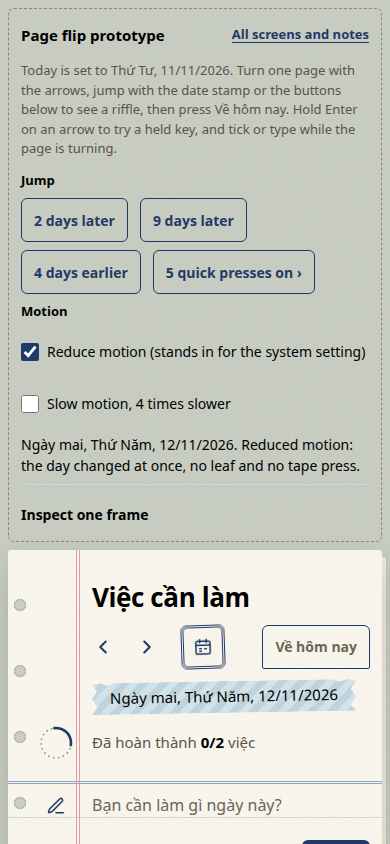 Page flip prototype
All screens and notes
Today is set to Thứ Tư, 11/11/2026. Turn one page with
the arrows, jump with the date stamp or the buttons
below to see a riffle, then press Về hôm nay. Hold Enter
on an arrow to try a held key, and tick or type while the
page is turning.
Jump
2 days later
9 days later
4 days earlier
5 quick presses on ›
Motion
Reduce motion (stands in for the system setting)
Slow motion, 4 times slower
Ngày mai, Thứ Năm, 12/11/2026. Reduced motion:
the day changed at once, no leaf and no tape press.
Inspect one frame
Việc cần làm
Về hôm nay
Ngày mai, Thứ Năm, 12/11/2026
Đã hoàn thành 0/2 việc
Bạn cần làm gì ngày này?